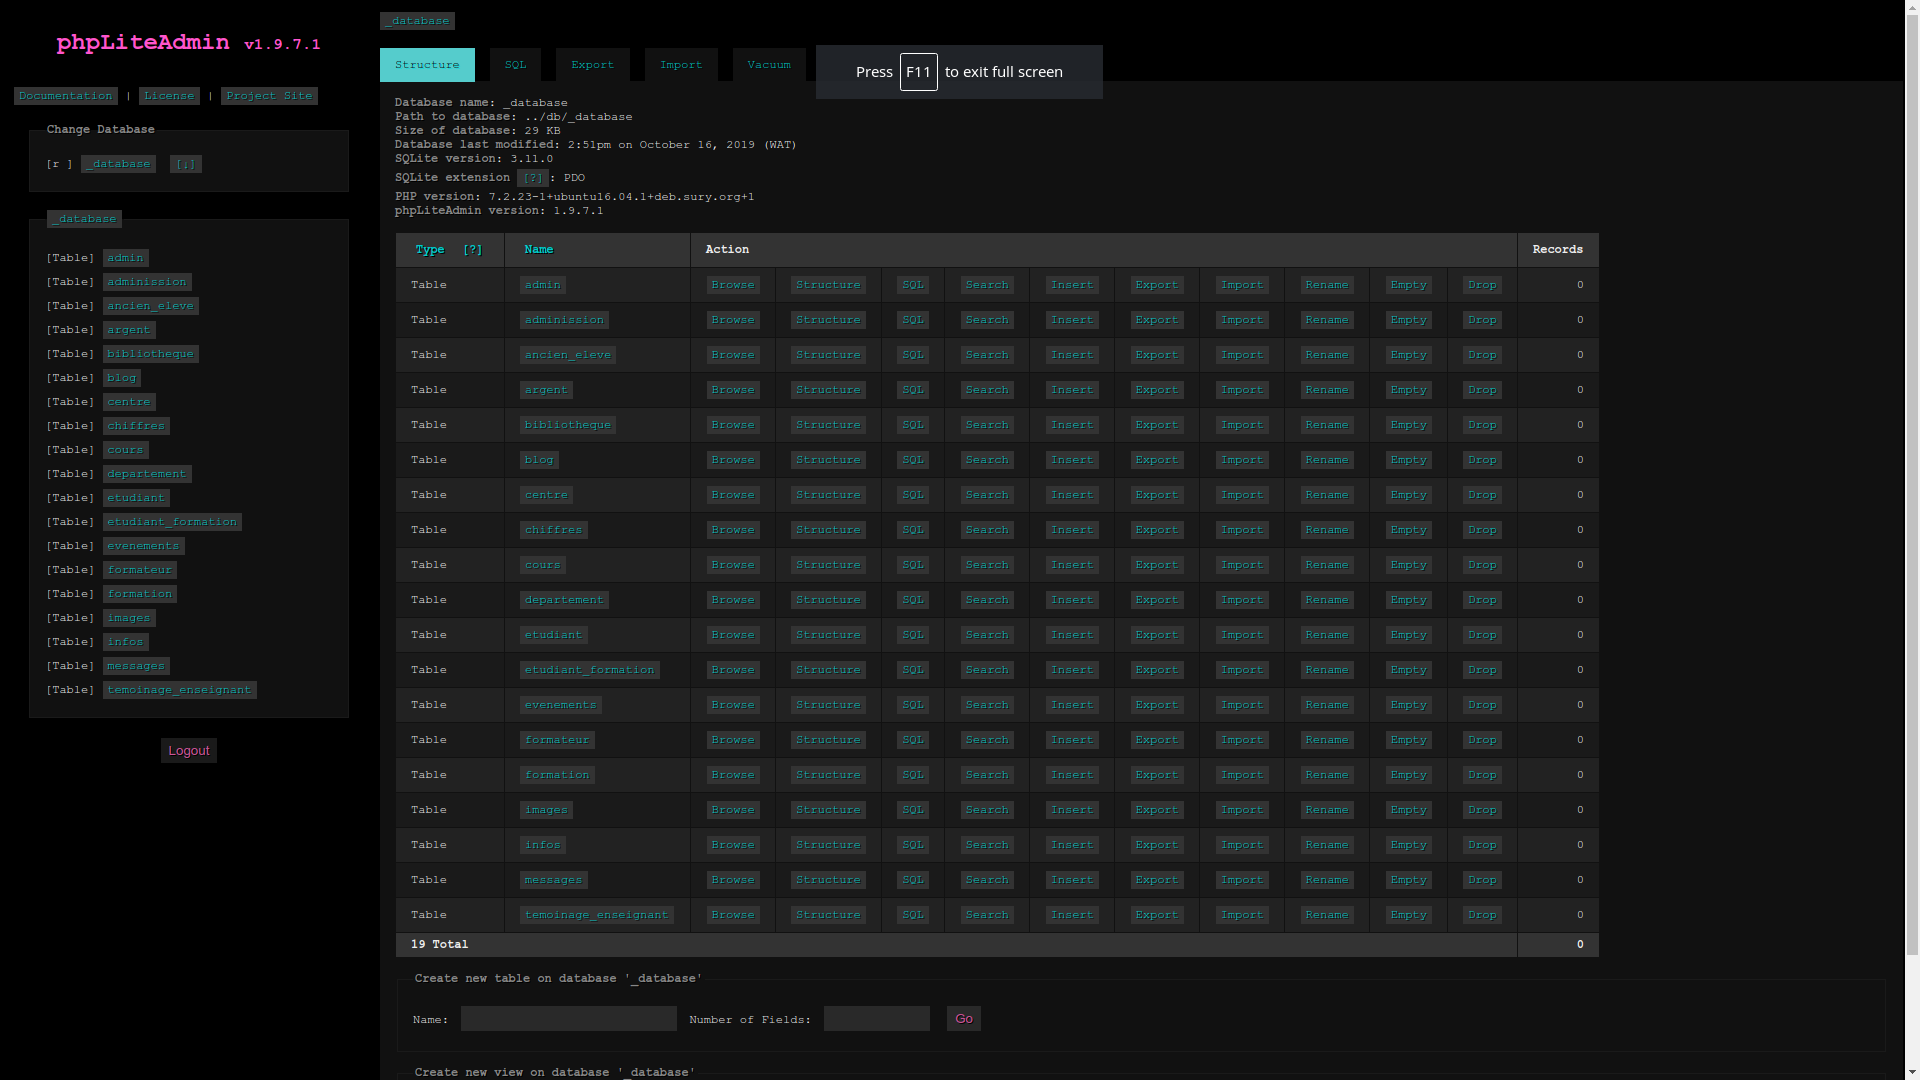 phpLiteAdmin v1.9.7.1
Documentation | License | Project Site
Change Database
[r ] _database [↓]
_database
[Table] admin
[Table] adminission
[Table] ancien_eleve
[Table] argent
[Table] bibliotheque
[Table] blog
[Table] centre
[Table] chiffres
[Table] cours
[Table] departement
[Table] etudiant
[Table] etudiant_formation
[Table] evenements
[Table] formateur
[Table] formation
[Table] images
[Table] infos
[Table] messages
[Table] temoinage_enseignant
Logout
_database
Structure SQL Export Import Vacuum
Press F11 to exit full screen
Database name: _database
Path to database: ../db/_database
Size of database: 29 KB
Database last modified: 2:51pm on October 16, 2019 (WAT)
SQLite version: 3.11.0
SQLite extension [?]: PDO
PHP version: 7.2.23-1+ubuntu16.04.1+deb.sury.org+1
phpLiteAdmin version: 1.9.7.1
Type [?] Name Action Records
Table admin Browse Structure SQL Search Insert Export Import Rename Empty Drop 0
Table adminission Browse Structure SQL Search Insert Export Import Rename Empty Drop 0
Table ancien_eleve Browse Structure SQL Search Insert Export Import Rename Empty Drop 0
Table argent Browse Structure SQL Search Insert Export Import Rename Empty Drop 0
Table bibliotheque Browse Structure SQL Search Insert Export Import Rename Empty Drop 0
Table blog Browse Structure SQL Search Insert Export Import Rename Empty Drop 0
Table centre Browse Structure SQL Search Insert Export Import Rename Empty Drop 0
Table chiffres Browse Structure SQL Search Insert Export Import Rename Empty Drop 0
Table cours Browse Structure SQL Search Insert Export Import Rename Empty Drop 0
Table departement Browse Structure SQL Search Insert Export Import Rename Empty Drop 0
Table etudiant Browse Structure SQL Search Insert Export Import Rename Empty Drop 0
Table etudiant_formation Browse Structure SQL Search Insert Export Import Rename Empty Drop 0
Table evenements Browse Structure SQL Search Insert Export Import Rename Empty Drop 0
Table formateur Browse Structure SQL Search Insert Export Import Rename Empty Drop 0
Table formation Browse Structure SQL Search Insert Export Import Rename Empty Drop 0
Table images Browse Structure SQL Search Insert Export Import Rename Empty Drop 0
Table infos Browse Structure SQL Search Insert Export Import Rename Empty Drop 0
Table messages Browse Structure SQL Search Insert Export Import Rename Empty Drop 0
Table temoinage_enseignant Browse Structure SQL Search Insert Export Import Rename Empty Drop 0
19 Total 0
Create new table on database '_database'
Name: Number of Fields: Go
Create new view on database '_database'